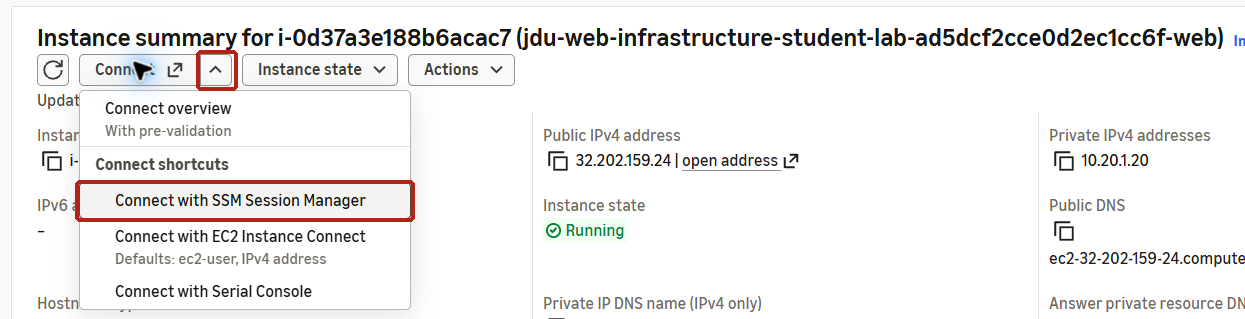 Instance summary for i-0d37a3e188b6acac7 (jdu-web-infrastructure-student-lab-ad5dcf2cce0d2ec1cc6f-web)
Instance state
Actions
Connect overview
With pre-validation
Connect shortcuts
Connect with SSM Session Manager
Connect with EC2 Instance Connect
Defaults: ec2-user, IPv4 address
Connect with Serial Console
Public IPv4 address
32.202.159.24 | open address
Instance state
Running
Private IP DNS name (IPv4 only)
Private IPv4 addresses
10.20.1.20
Public DNS
ec2-32-202-159-24.compute
Answer private resource DN